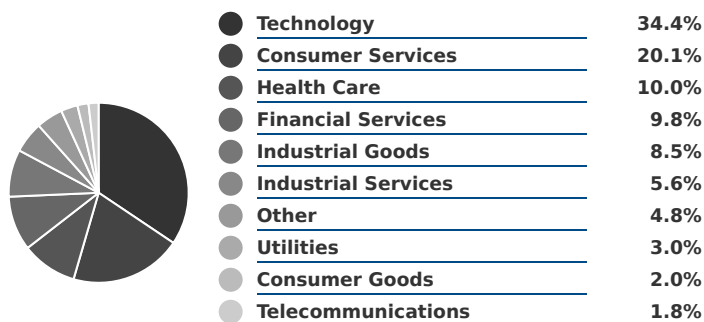 Technology 34.4%
Consumer Services 20.1%
Health Care 10.0%
Financial Services 9.8%
Industrial Goods 8.5%
Industrial Services 5.6%
Other 4.8%
Utilities 3.0%
Consumer Goods 2.0%
Telecommunications 1.8%